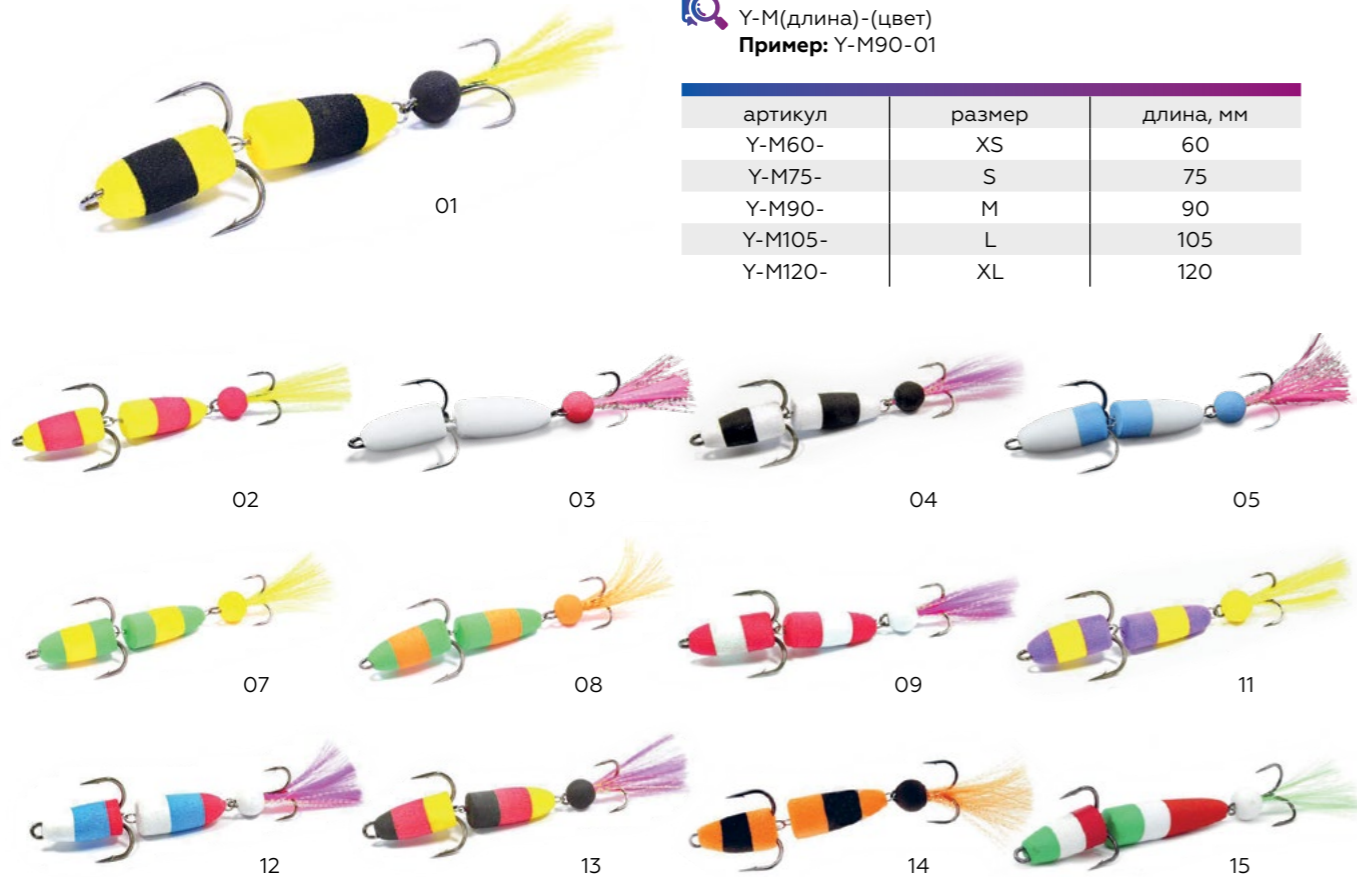 Y-M(длина)-(цвет)
Пример: Y-M90-01
артикул размер длина, мм
Y-M60- XS 60
Y-M75- S 75
Y-M90- M 90
Y-M105- L 105
Y-M120- XL 120
01
02 03 04 05
07 08 09 11
12 13 14 15